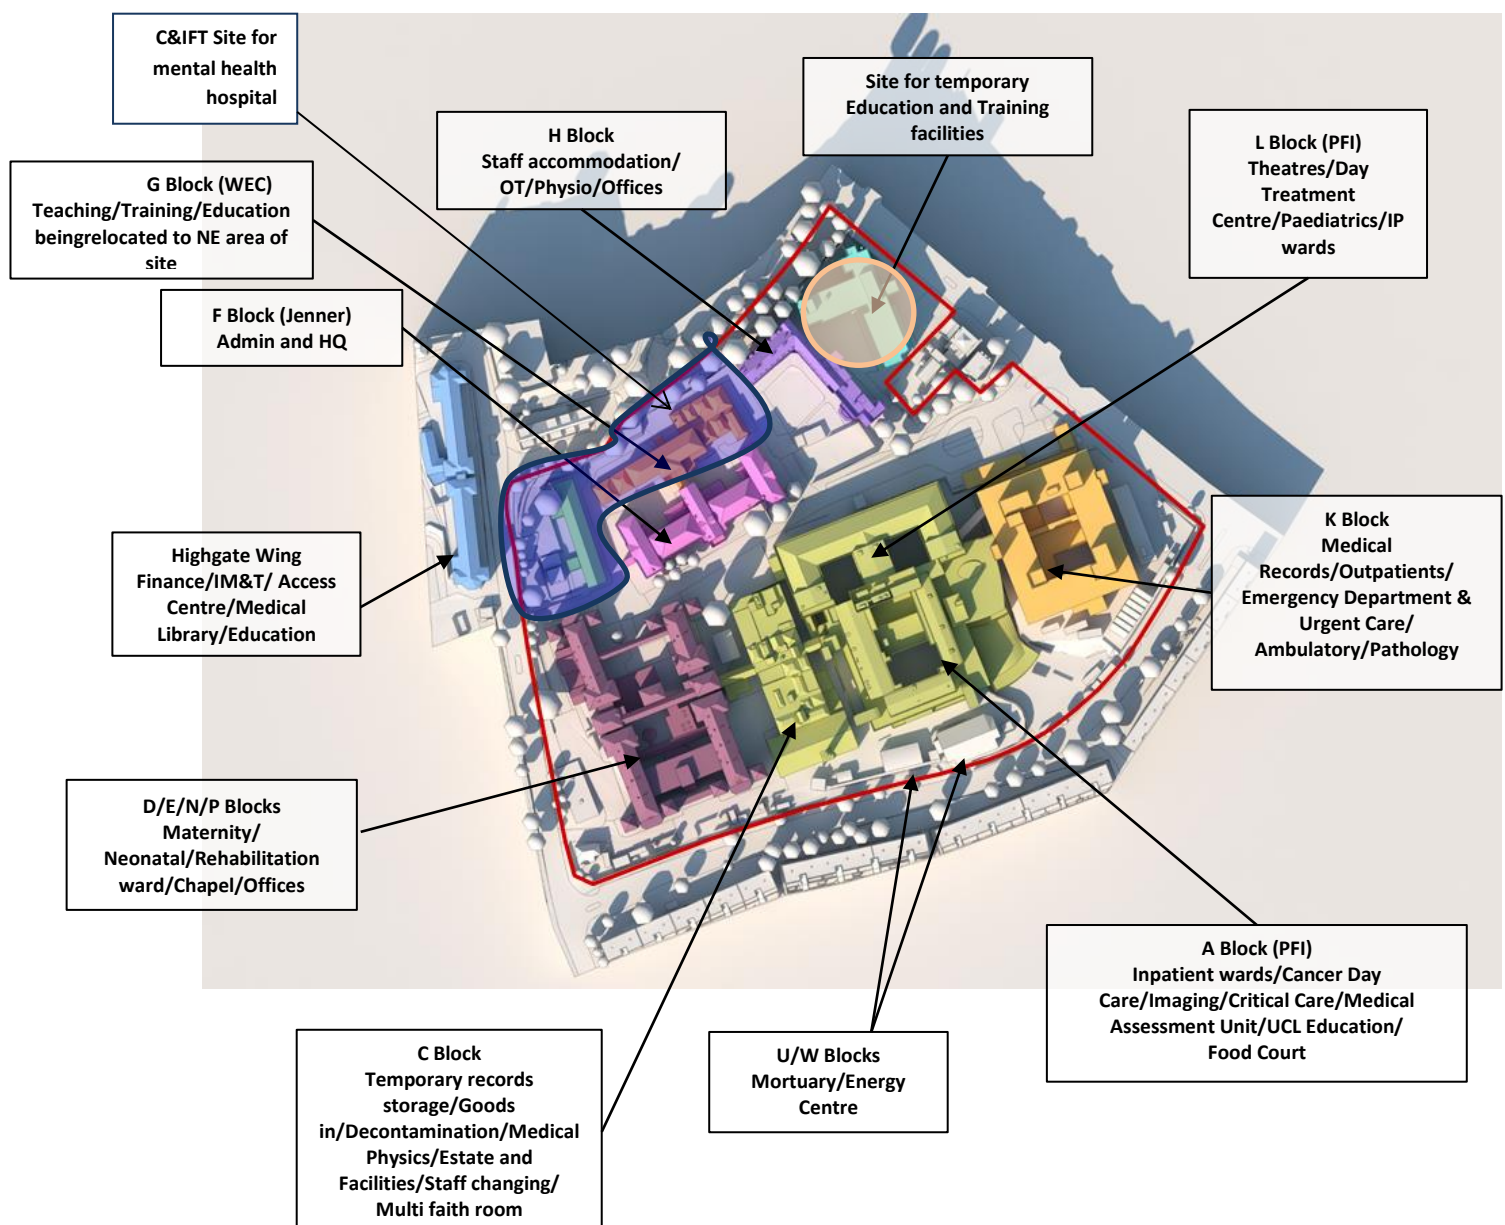 C&IFT Site for
mental health
hospital
Site for temporary
Education and Training
facilities
H Block
Staff accommodation/
OT/Physio/Offices
L Block (PFI)
Theatres/Day
Treatment
Centre/Paediatrics/IP
wards
G Block (WEC)
Teaching/Training/Education
beingrelocated to NE area of
site
F Block (Jenner)
Admin and HQ
Highgate Wing
Finance/IM&T/ Access
Centre/Medical
Library/Education
K Block
Medical
Records/Outpatients/
Emergency Department &
Urgent Care/
Ambulatory/Pathology
D/E/N/P Blocks
Maternity/
Neonatal/Rehabilitation
ward/Chapel/Offices
A Block (PFI)
Inpatient wards/Cancer Day
Care/Imaging/Critical Care/Medical
Assessment Unit/UCL Education/
Food Court
U/W Blocks
Mortuary/Energy
Centre
C Block
Temporary records
storage/Goods
in/Decontamination/Medical
Physics/Estate and
Facilities/Staff changing/
Multi faith room